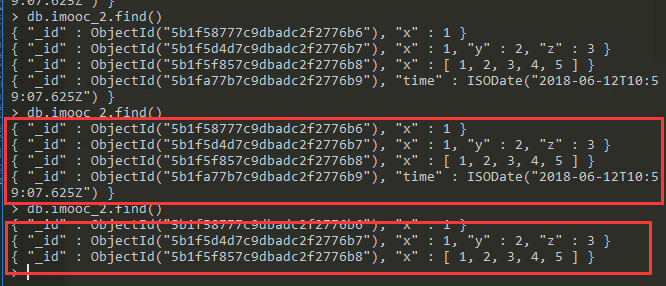 9:07.625Z") }
> db.imooc_2.find()
{ "_id" : ObjectId("5b1f58777c9dbadc2f2776b6"), "x" : 1 }
{ "_id" : ObjectId("5b1f5d4d7c9dbadc2f2776b7"), "x" : 1, "y" : 2, "z" : 3 }
{ "_id" : ObjectId("5b1f5f857c9dbadc2f2776b8"), "x" : [ 1, 2, 3, 4, 5 ] }
{ "_id" : ObjectId("5b1fa77b7c9dbadc2f2776b9"), "time" : ISODate("2018-06-12T10:5
9:07.625Z") }
> db.imooc_2.find()
{ "_id" : ObjectId("5b1f58777c9dbadc2f2776b6"), "x" : 1 }
{ "_id" : ObjectId("5b1f5d4d7c9dbadc2f2776b7"), "x" : 1, "y" : 2, "z" : 3 }
{ "_id" : ObjectId("5b1f5f857c9dbadc2f2776b8"), "x" : [ 1, 2, 3, 4, 5 ] }
{ "_id" : ObjectId("5b1fa77b7c9dbadc2f2776b9"), "time" : ISODate("2018-06-12T10:5
9:07.625Z") }
> db.imooc_2.find()
{ "_id" : ObjectId("5b1f58777c9dbadc2f2776b6"), "x" : 1 }
{ "_id" : ObjectId("5b1f5d4d7c9dbadc2f2776b7"), "x" : 1, "y" : 2, "z" : 3 }
{ "_id" : ObjectId("5b1f5f857c9dbadc2f2776b8"), "x" : [ 1, 2, 3, 4, 5 ] }
>